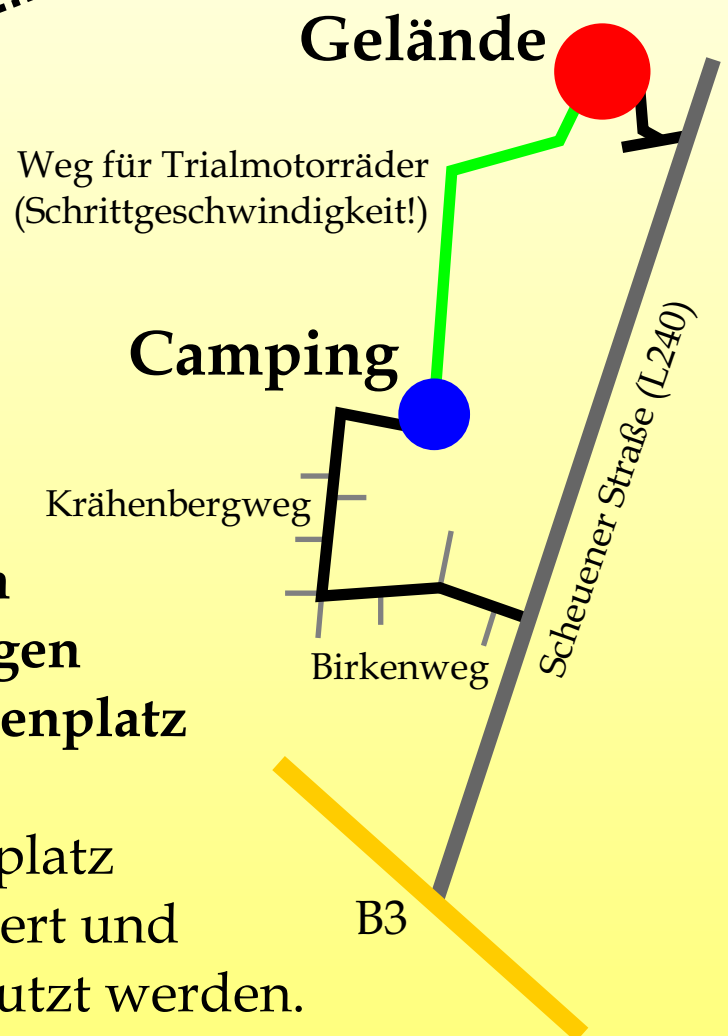 Gelände
Weg für Trialmotorräder
(Schrittgeschwindigkeit!)
Camping
Scheuener Straße (L240)
Krähenbergweg
gen
Birkenweg
enplatz
platz
B3
ert und
utzt werden.